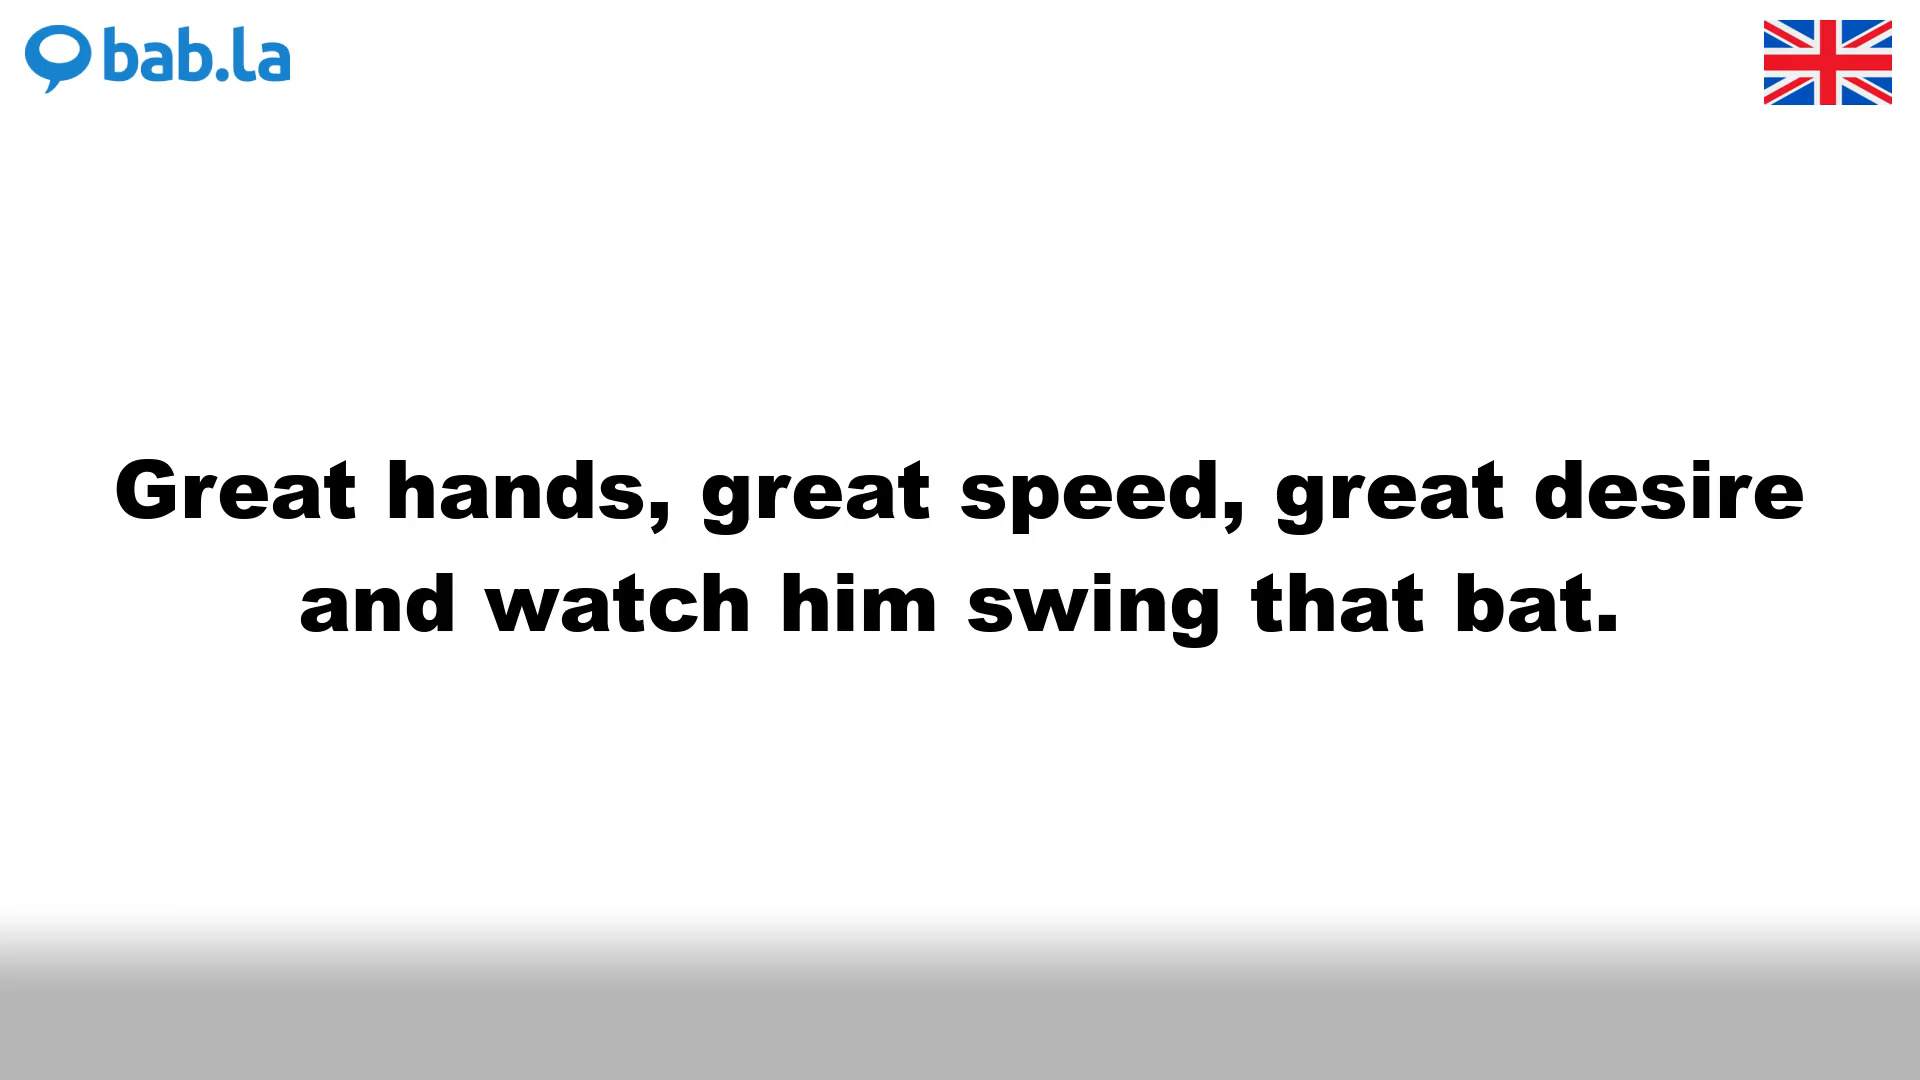 bab.la
Great hands, great speed, great desire
and watch him swing that bat.